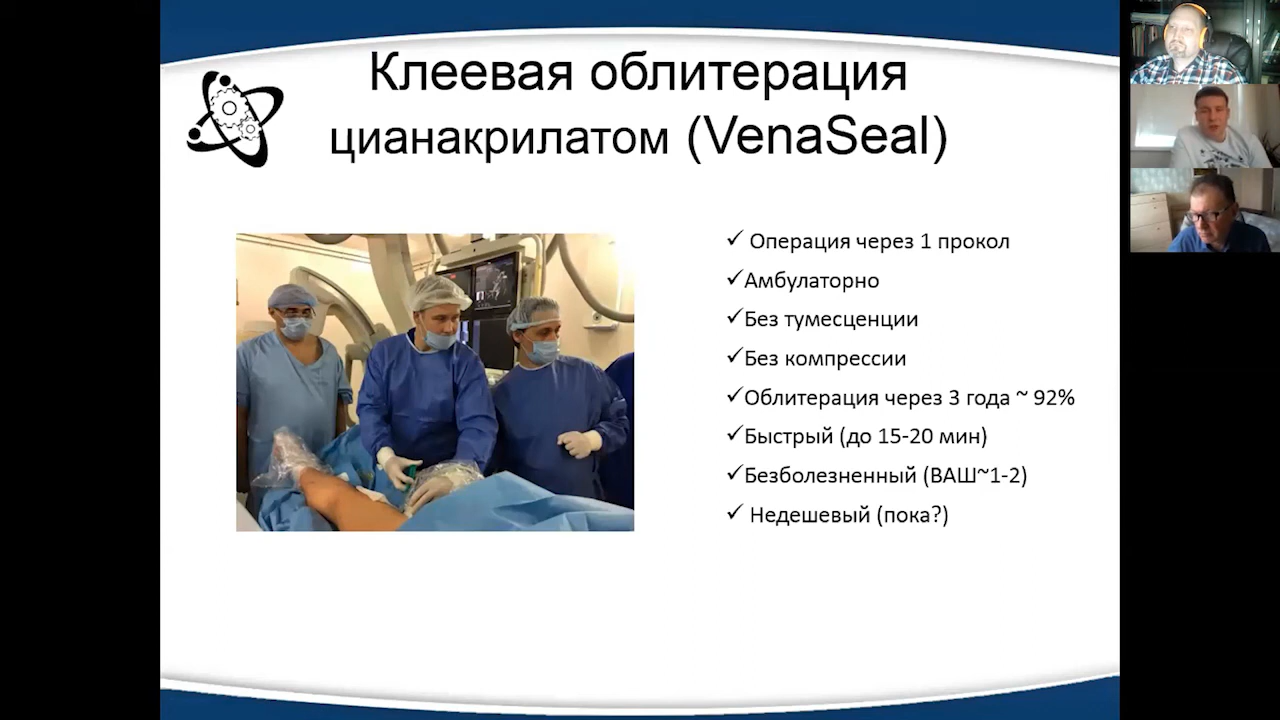 Клеевая облитерация
цианакрилатом (VenaSeal)
✓ Операция через 1 прокол
✓Амбулаторно
✓Без тумесценции
✓Без компрессии
✓Облитерация через 3 года ~ 92%
✓Быстрый (до 15-20 мин)
✓Безболезненный (ВАШ~1-2)
✓ Недешевый (пока?)